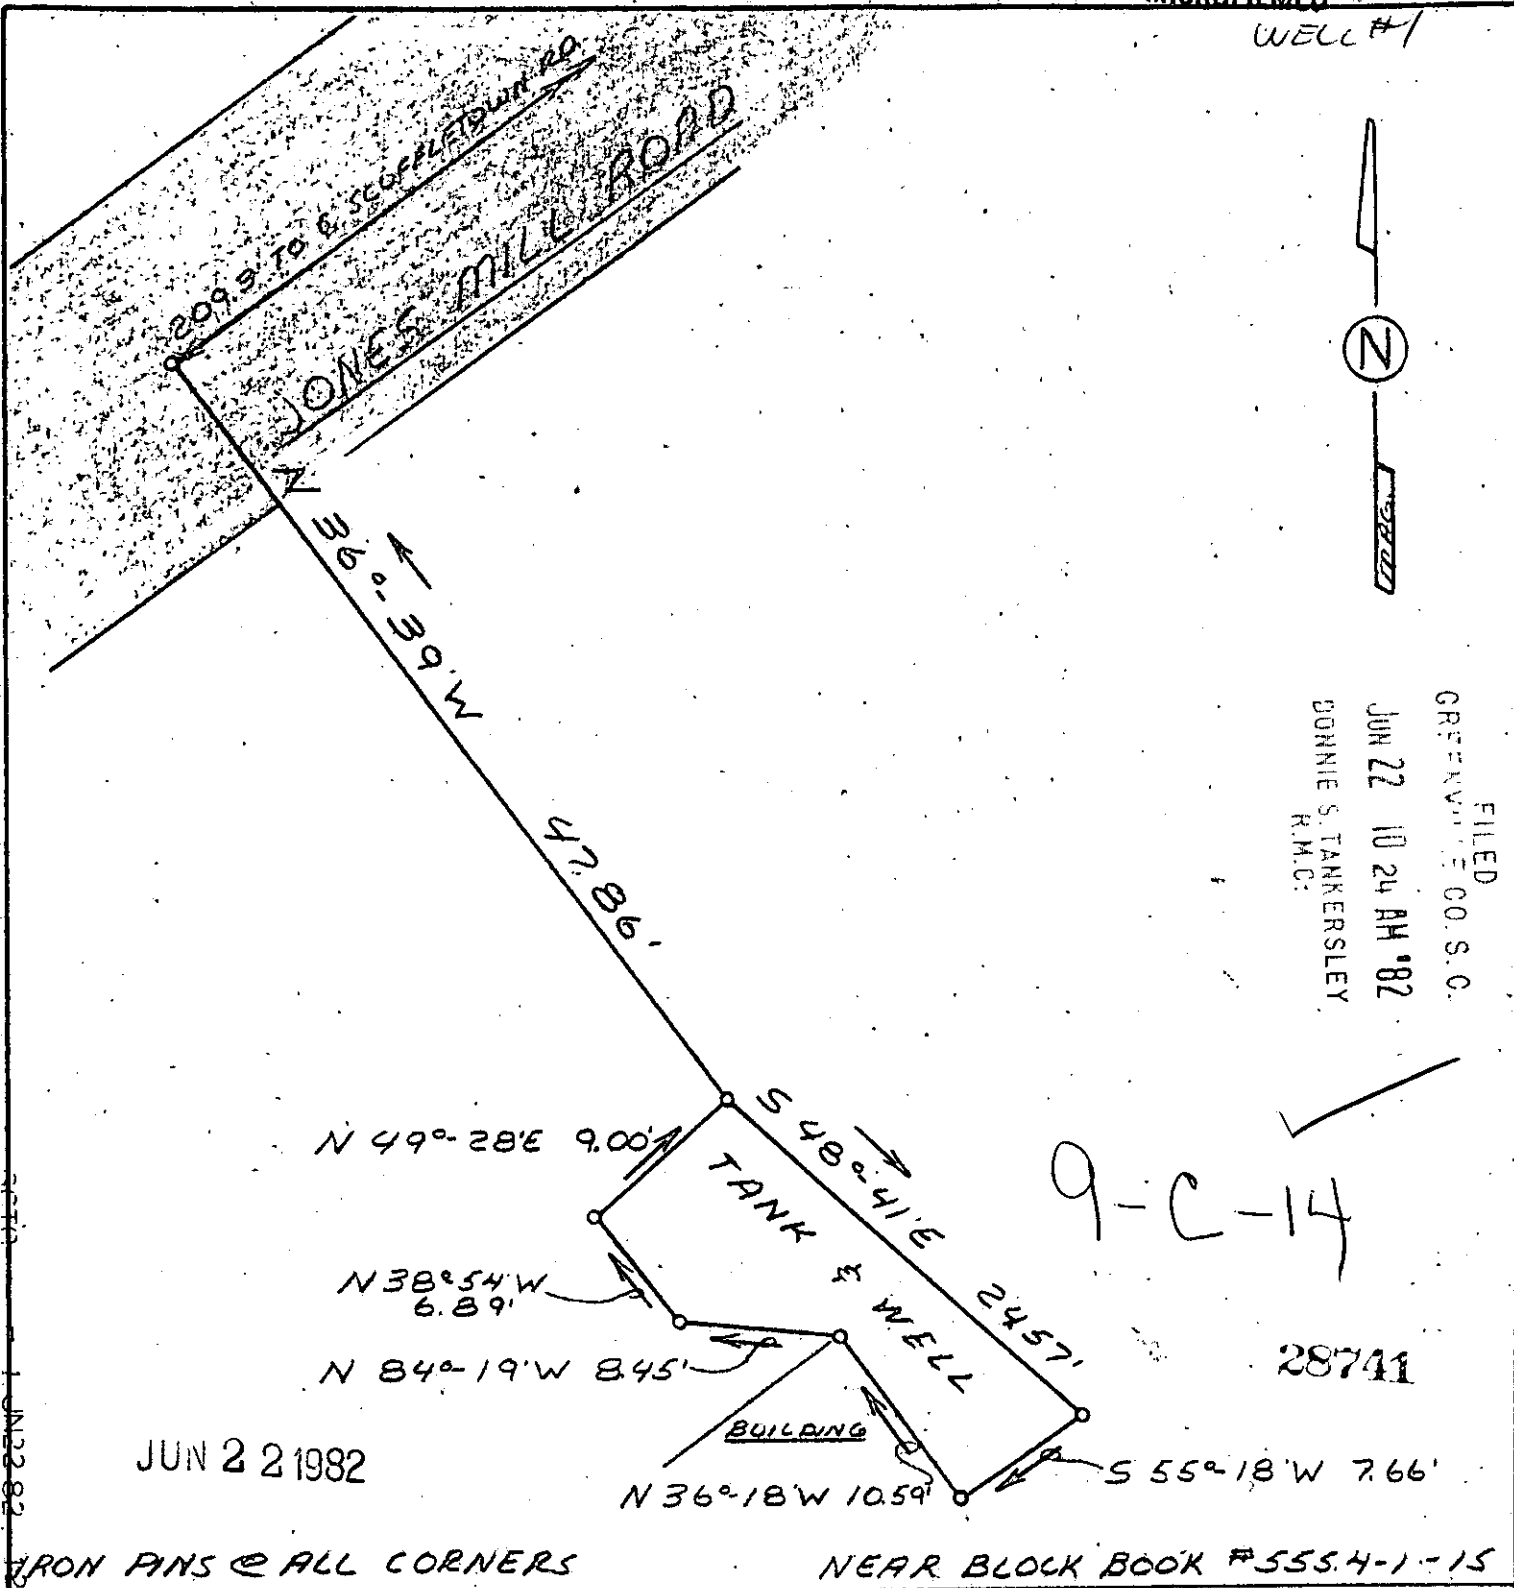 WELL #1
209.3 TO ℄ SCUFFLETOWN RD.
JONES MILL ROAD
N
MAG.
N 36°-39'W 47.86'
FILED
CO. S.C.
JUN 22 10 24 AM '82
DONNIE S. TANKERSLEY
R.M.C.
N 49°-28'E 9.00'
S 48°-41'E 24.57'
TANK & WELL
9-C-14
N 38°54'W
6.89'
N 84°-19'W 8.45'
28741
BUILDING
JUN 22 1982
S 55°-18'W 7.66'
N 36°-18'W 10.59'
IRON PINS @ ALL CORNERS
NEAR BLOCK BOOK #555.4-1-15